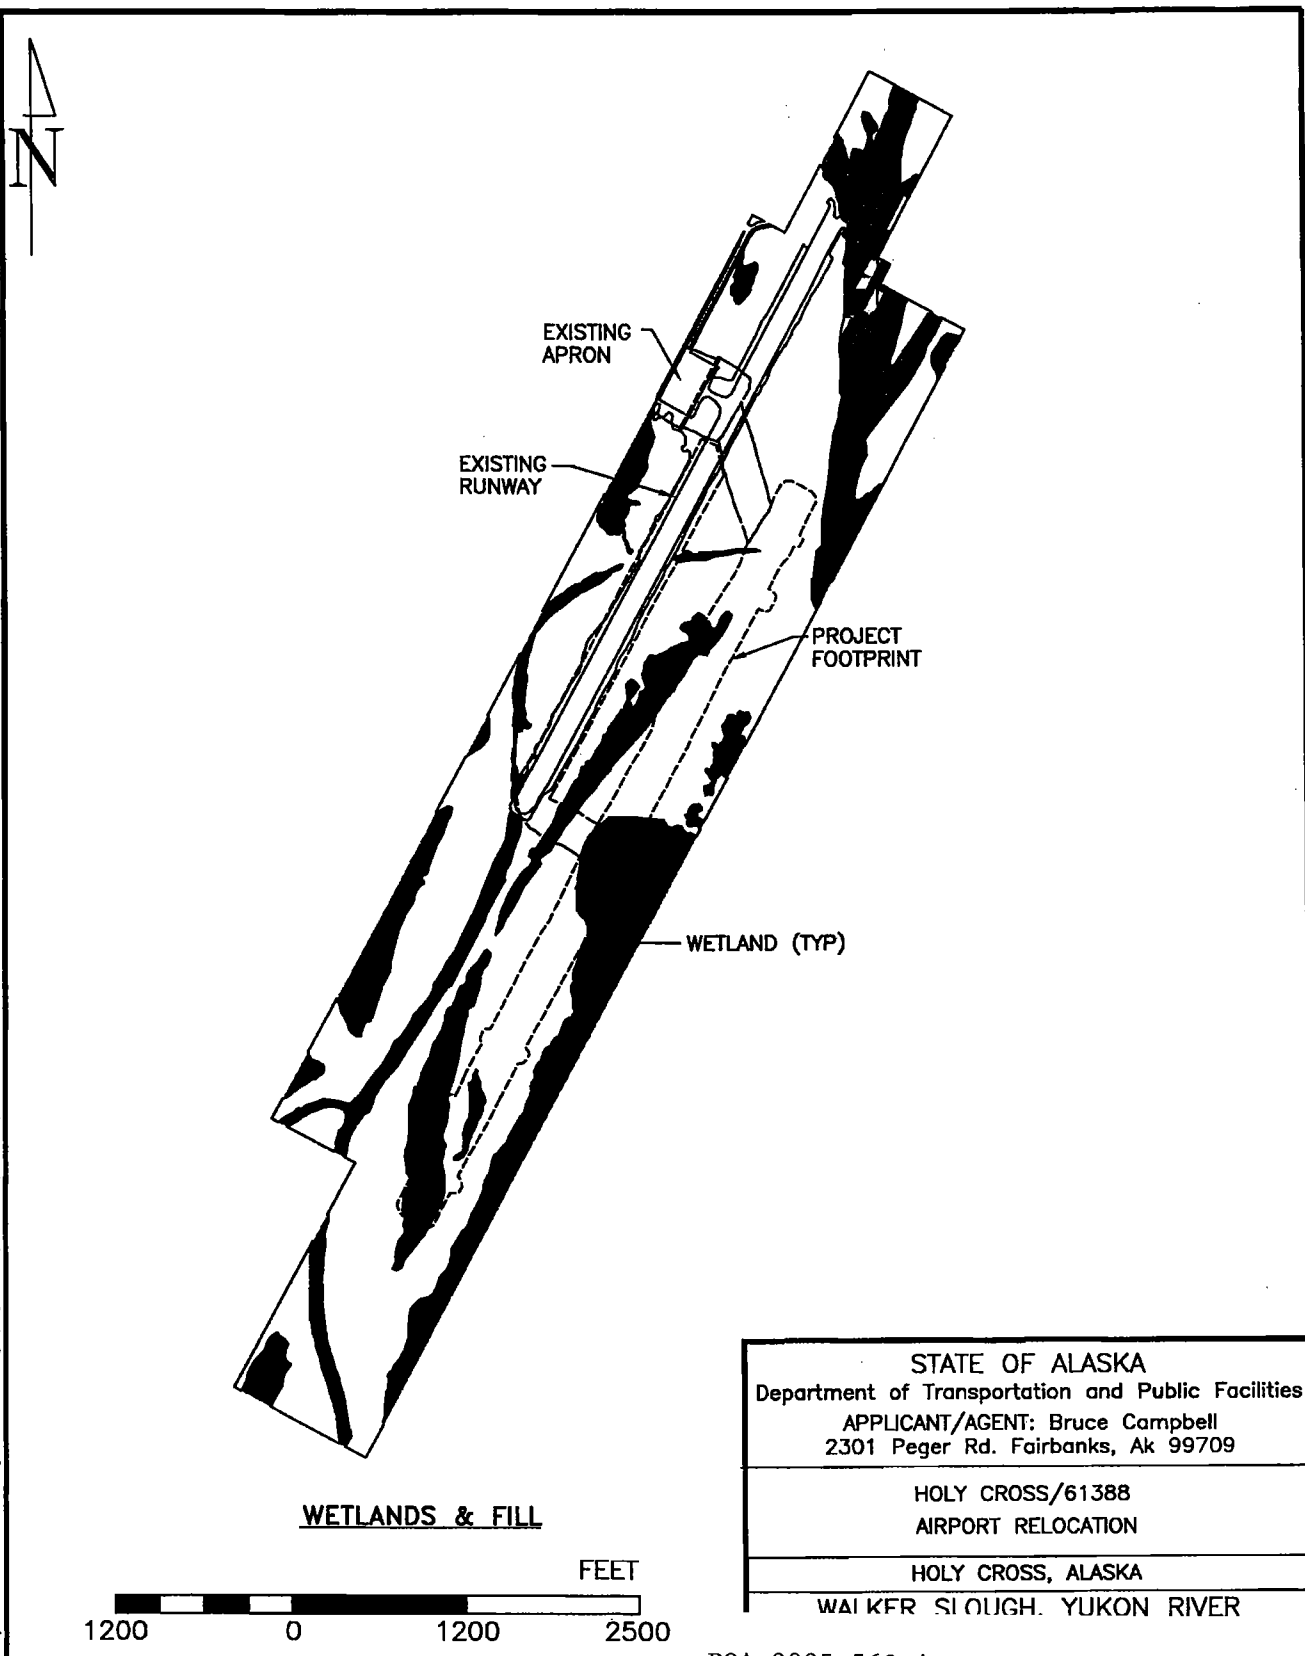 N
EXISTING
APRON
EXISTING
RUNWAY
PROJECT
FOOTPRINT
WETLAND (TYP)
WETLANDS & FILL
FEET
1200 0 1200 2500
STATE OF ALASKA
Department of Transportation and Public Facilities
APPLICANT/AGENT: Bruce Campbell
2301 Peger Rd. Fairbanks, Ak 99709
HOLY CROSS/61388
AIRPORT RELOCATION
HOLY CROSS, ALASKA
WALKER SLOUGH, YUKON RIVER